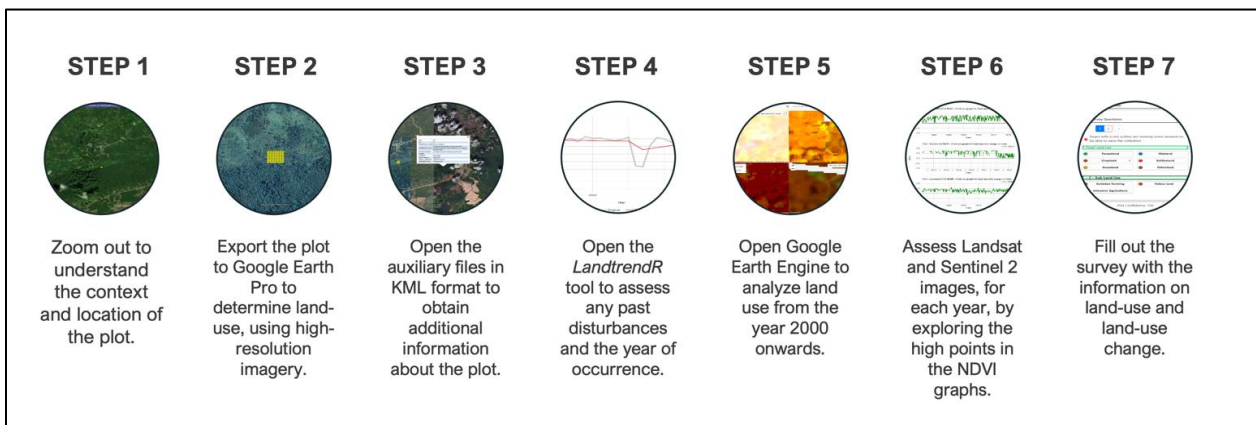 STEP 1
Zoom out to
understand
the context
and location of
the plot.
STEP 2
Export the plot
to Google Earth
Pro to
determine land-
use, using high-
resolution
imagery.
STEP 3
Open the
auxiliary files in
KML format to
obtain
additional
information
about the plot.
STEP 4
Open the
LandtrendR
tool to assess
any past
disturbances
and the year of
occurrence.
STEP 5
Open Google
Earth Engine to
analyze land
use from the
year 2000
onwards.
STEP 6
Assess Landsat
and Sentinel 2
images, for
each year, by
exploring the
high points in
the NDVI
graphs.
STEP 7
Survey Questions
Fill out the
survey with the
information on
land-use and
land-use
change.